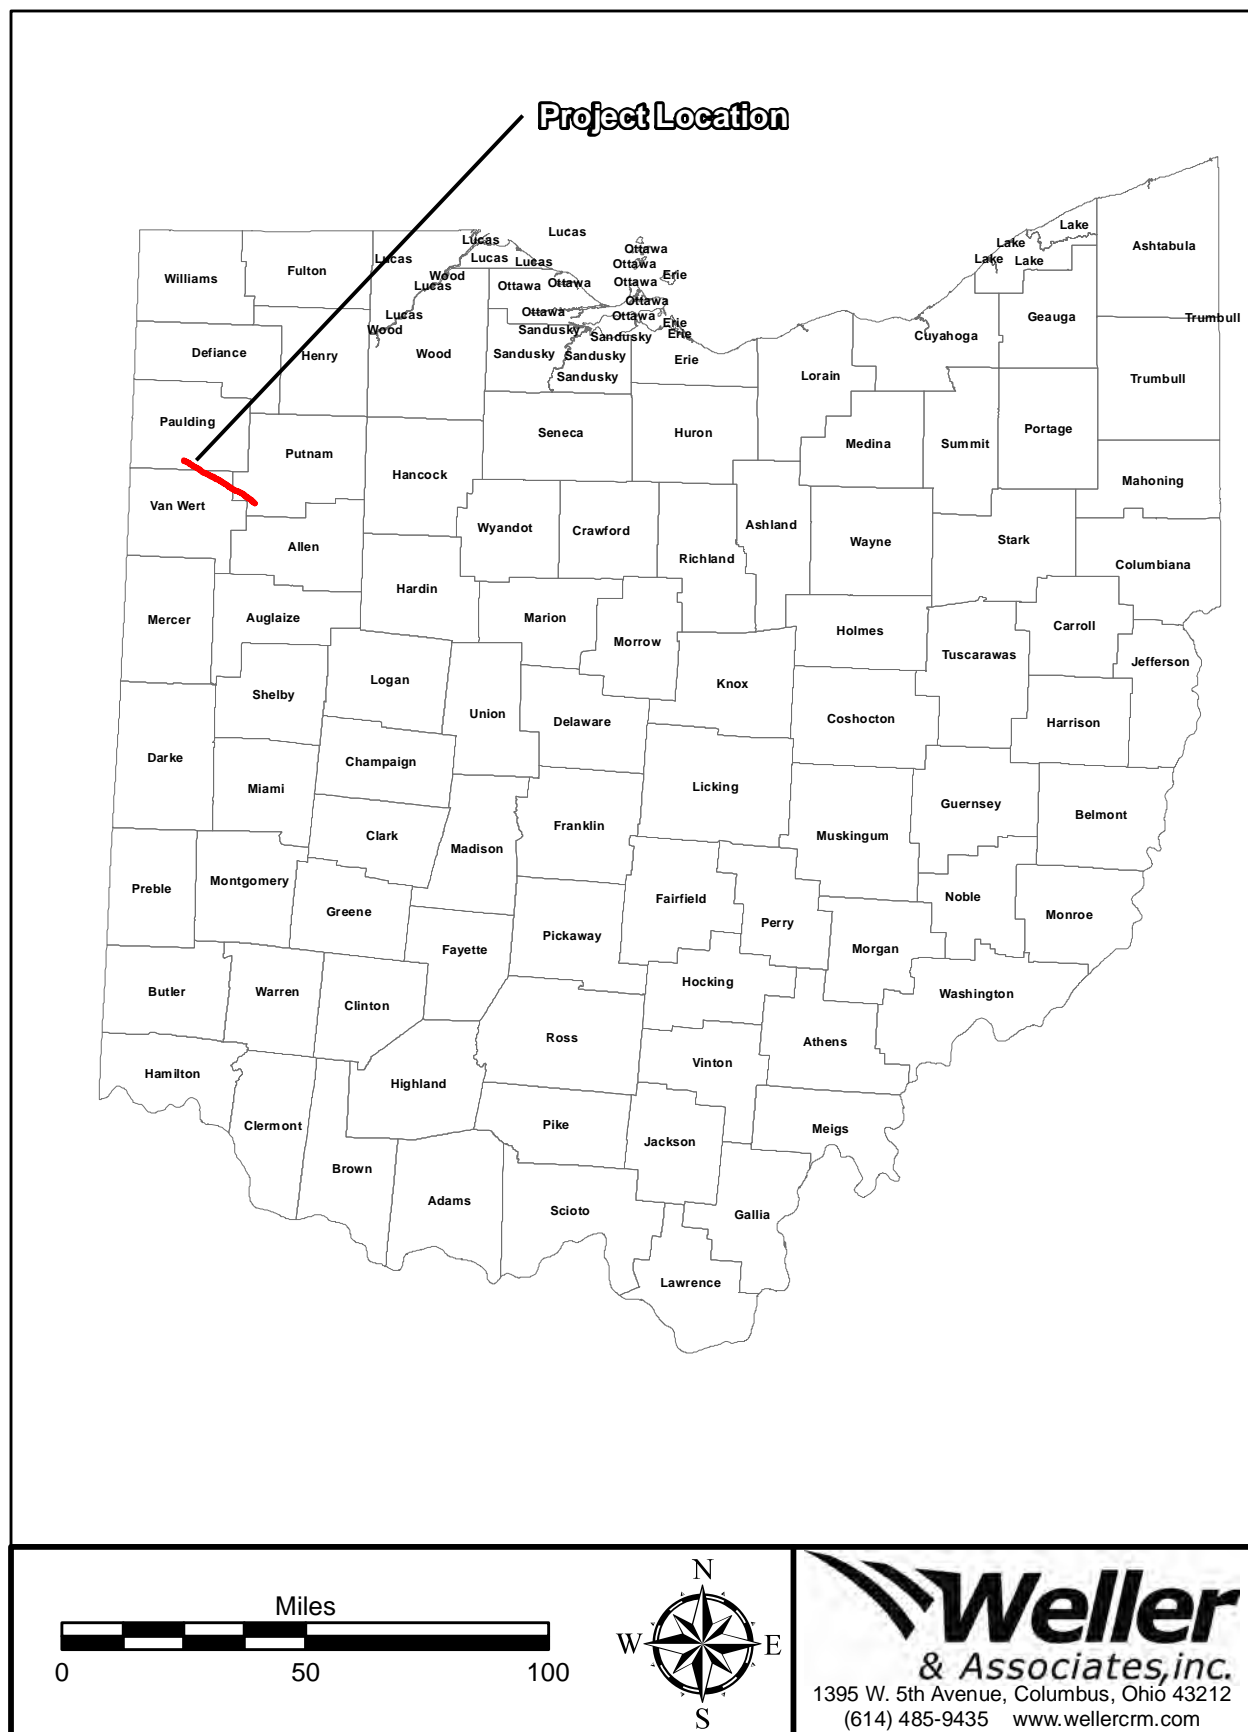 Project Location
Lake
Lucas
Lucas
Ashtabula
Lake
Ottawa
Lucas
Lucas
Lucas
Lake
Lake
Ottawa
Fulton
Wood
Erie
Williams
Lucas
Ottawa
Ottawa
Ottawa
Ottawa
Lucas
Ottawa
Ottawa
Geauga
Trumbull
Wood
Sandusky
Erie
Erie
Sandusky
Cuyahoga
Defiance
Henry
Wood
Sandusky
Sandusky
Erie
Sandusky
Lorain
Trumbull
Paulding
Seneca
Huron
Medina
Summit
Portage
Putnam
Hancock
Mahoning
Van Wert
Wyandot
Crawford
Ashland
Wayne
Stark
Allen
Richland
Columbiana
Hardin
Mercer
Auglaize
Marion
Morrow
Holmes
Carroll
Tuscarawas
Jefferson
Logan
Knox
Shelby
Union
Delaware
Coshocton
Harrison
Darke
Champaign
Miami
Licking
Guernsey
Belmont
Franklin
Clark
Muskingum
Madison
Preble
Montgomery
Fairfield
Noble
Greene
Perry
Monroe
Pickaway
Fayette
Morgan
Butler
Warren
Hocking
Washington
Clinton
Ross
Athens
Hamilton
Vinton
Highland
Clermont
Pike
Jackson
Meigs
Brown
Adams
Scioto
Gallia
Lawrence
Miles
0 50 100
N
W E
S
Weller
& Associates, inc.
1395 W. 5th Avenue, Columbus, Ohio 43212
(614) 485-9435 www.wellercrm.com